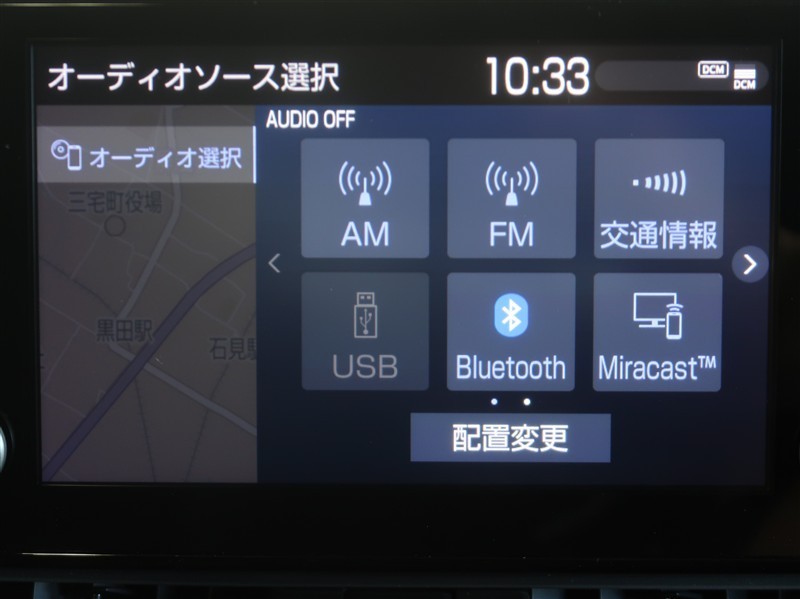 オーディオソース選択
10:33
DCM
DCM
AUDIO OFF
オーディオ選択
三宅町役場
黒田駅
石見駅
AM
FM
交通情報
USB
Bluetooth
Miracast™
配置変更